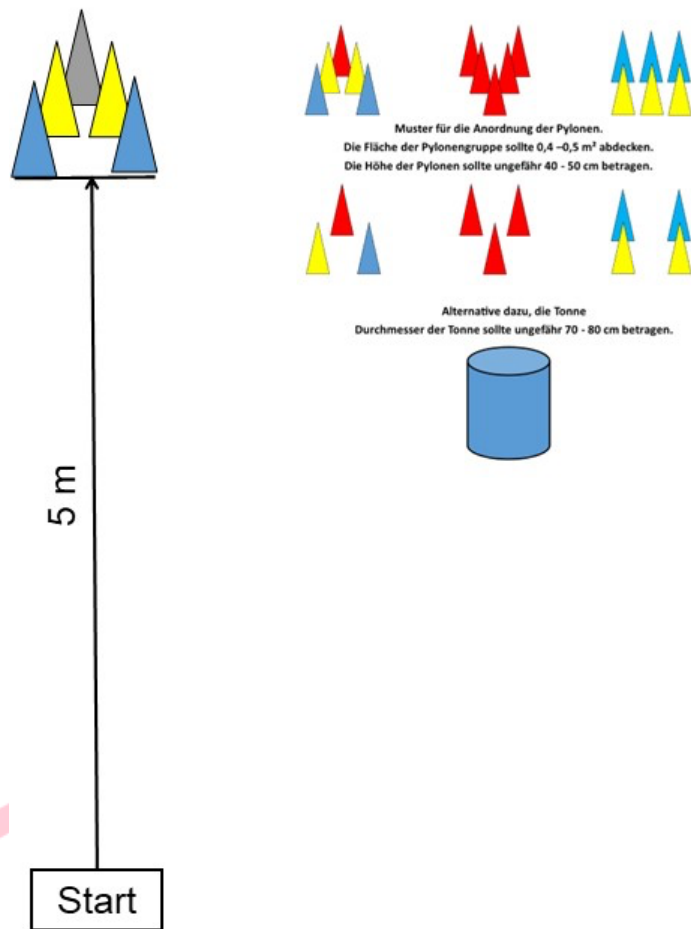 Muster für die Anordnung der Pylonen.
Die Fläche der Pylonengruppe sollte 0,4 –0,5 m² abdecken.
Die Höhe der Pylonen sollte ungefähr 40 - 50 cm betragen.
Alternative dazu, die Tonne
Durchmesser der Tonne sollte ungefähr 70 - 80 cm betragen.
5 m
Start